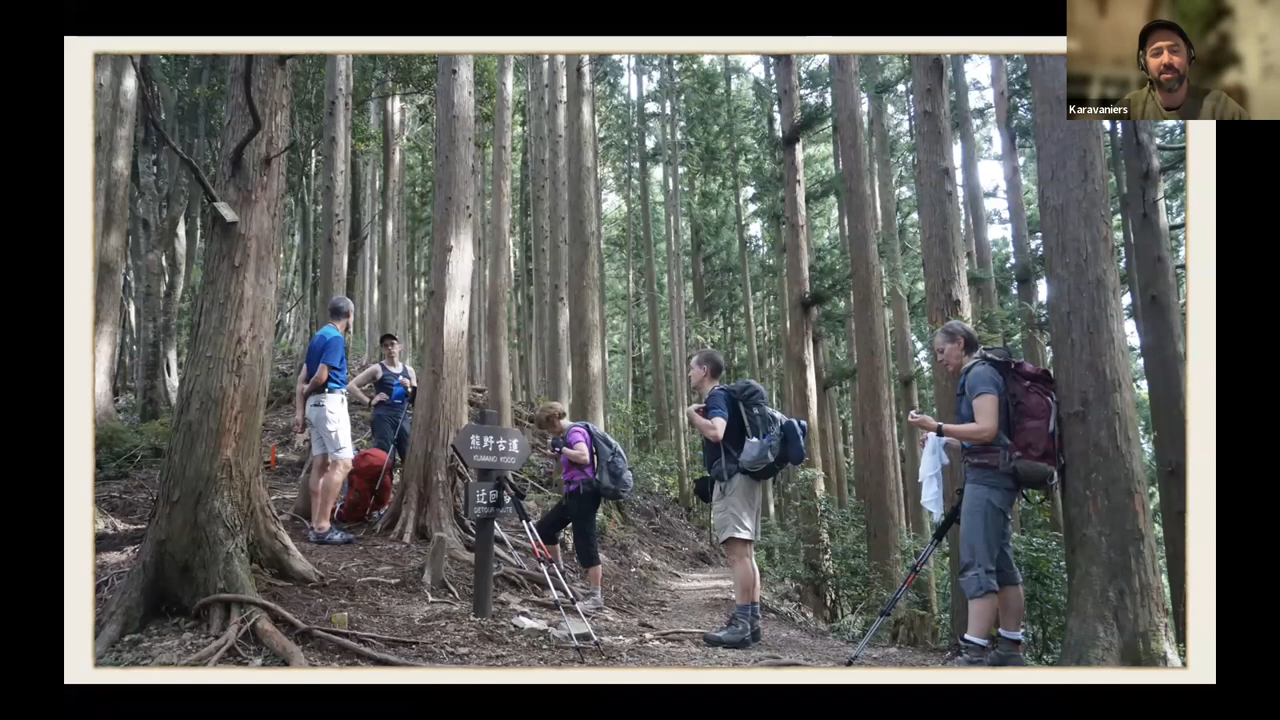 Karavaniers
熊野古道
KUMANO KODO
迂回路
DETOUR ROUTE